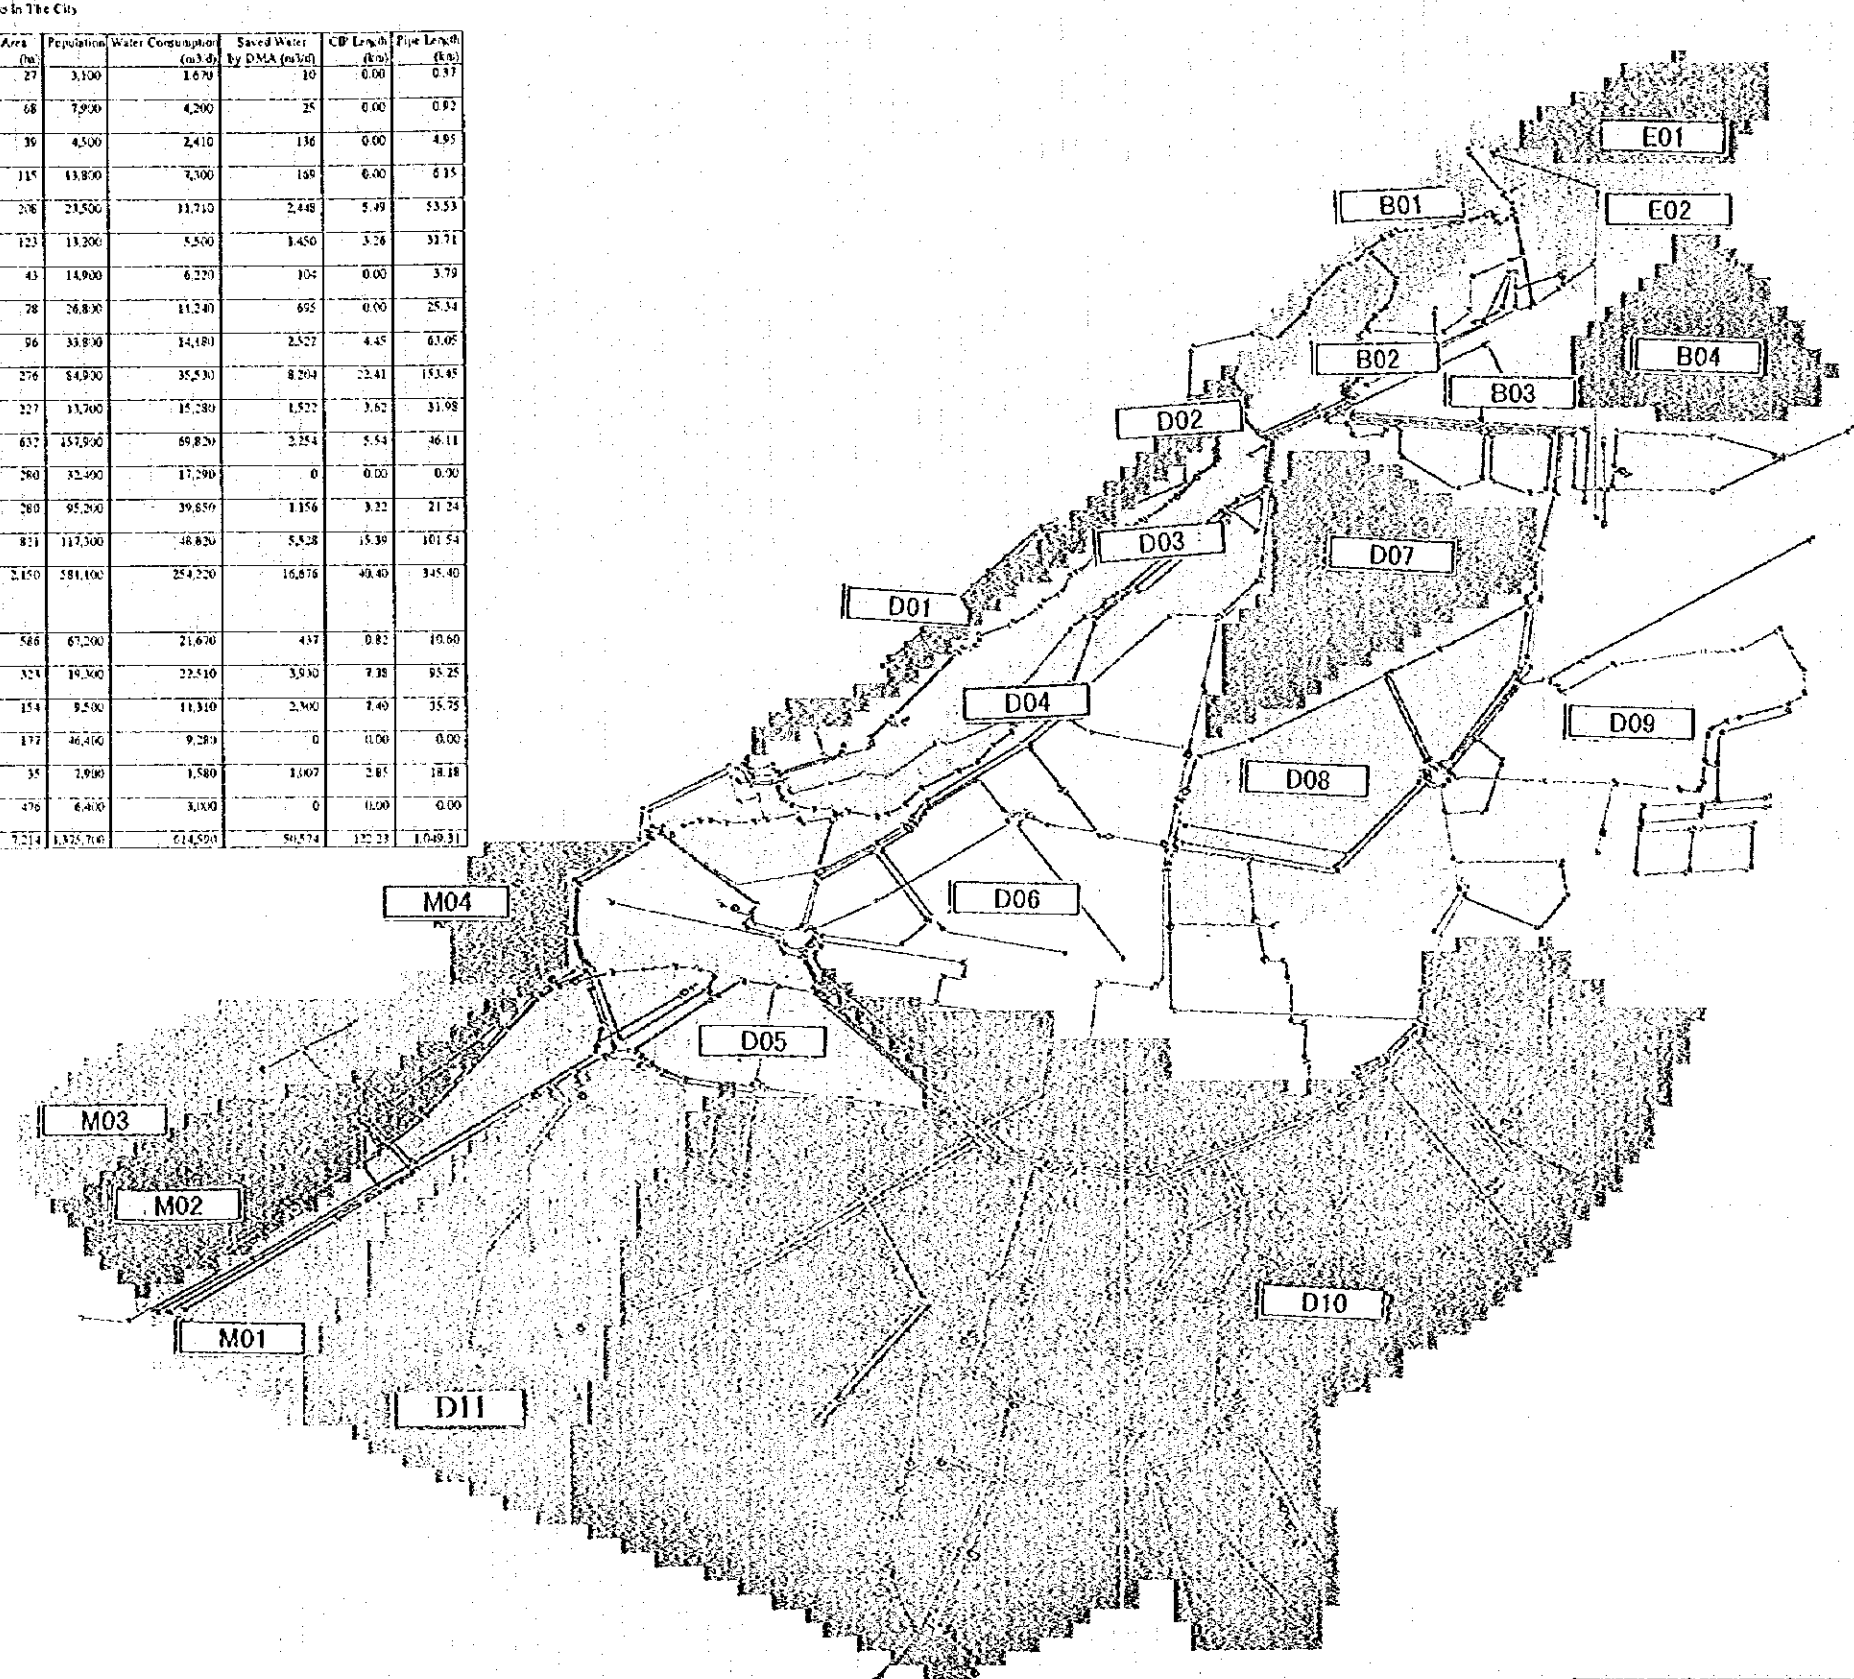 s In The City
Area Population Water Consumption Saved Water CIP Length Pipe Length
(ha) (m3/d) by DMA (m3/d) (km) (km)
27 3,100 1,670 10 0.00 0.37
68 7,900 4,200 25 0.00 0.92
39 4,500 2,410 136 0.00 4.95
115 13,800 7,300 169 0.00 6.15
206 23,500 11,710 2,448 5.49 53.53
123 13,200 5,500 1,450 3.26 31.71
43 14,900 6,220 104 0.00 3.79
78 26,800 11,240 695 0.00 25.34
96 33,800 14,180 2,527 4.45 63.05
276 84,900 35,530 8,204 22.41 153.45
227 33,700 15,280 1,522 3.62 31.98
632 157,900 69,820 2,254 5.54 46.11
280 32,400 17,290 0 0.00 0.00
280 95,200 39,850 1,156 3.22 21.24
821 117,300 48,820 5,528 15.39 101.54
2,150 581,100 254,220 16,676 40.40 345.40
586 67,200 21,670 437 0.82 10.60
323 19,300 22,510 3,930 7.38 95.25
154 9,500 11,310 2,300 7.40 35.75
177 46,400 9,280 0 0.00 0.00
35 2,900 1,580 1,007 2.85 18.18
476 6,400 3,000 0 0.00 0.00
7,214 1,395,700 614,590 50,574 122.23 1,049.31
E01
B01
E02
B02
B04
B03
D02
D03
D07
D01
D04
D09
D08
M04
D06
D05
M03
M02
D10
M01
D11